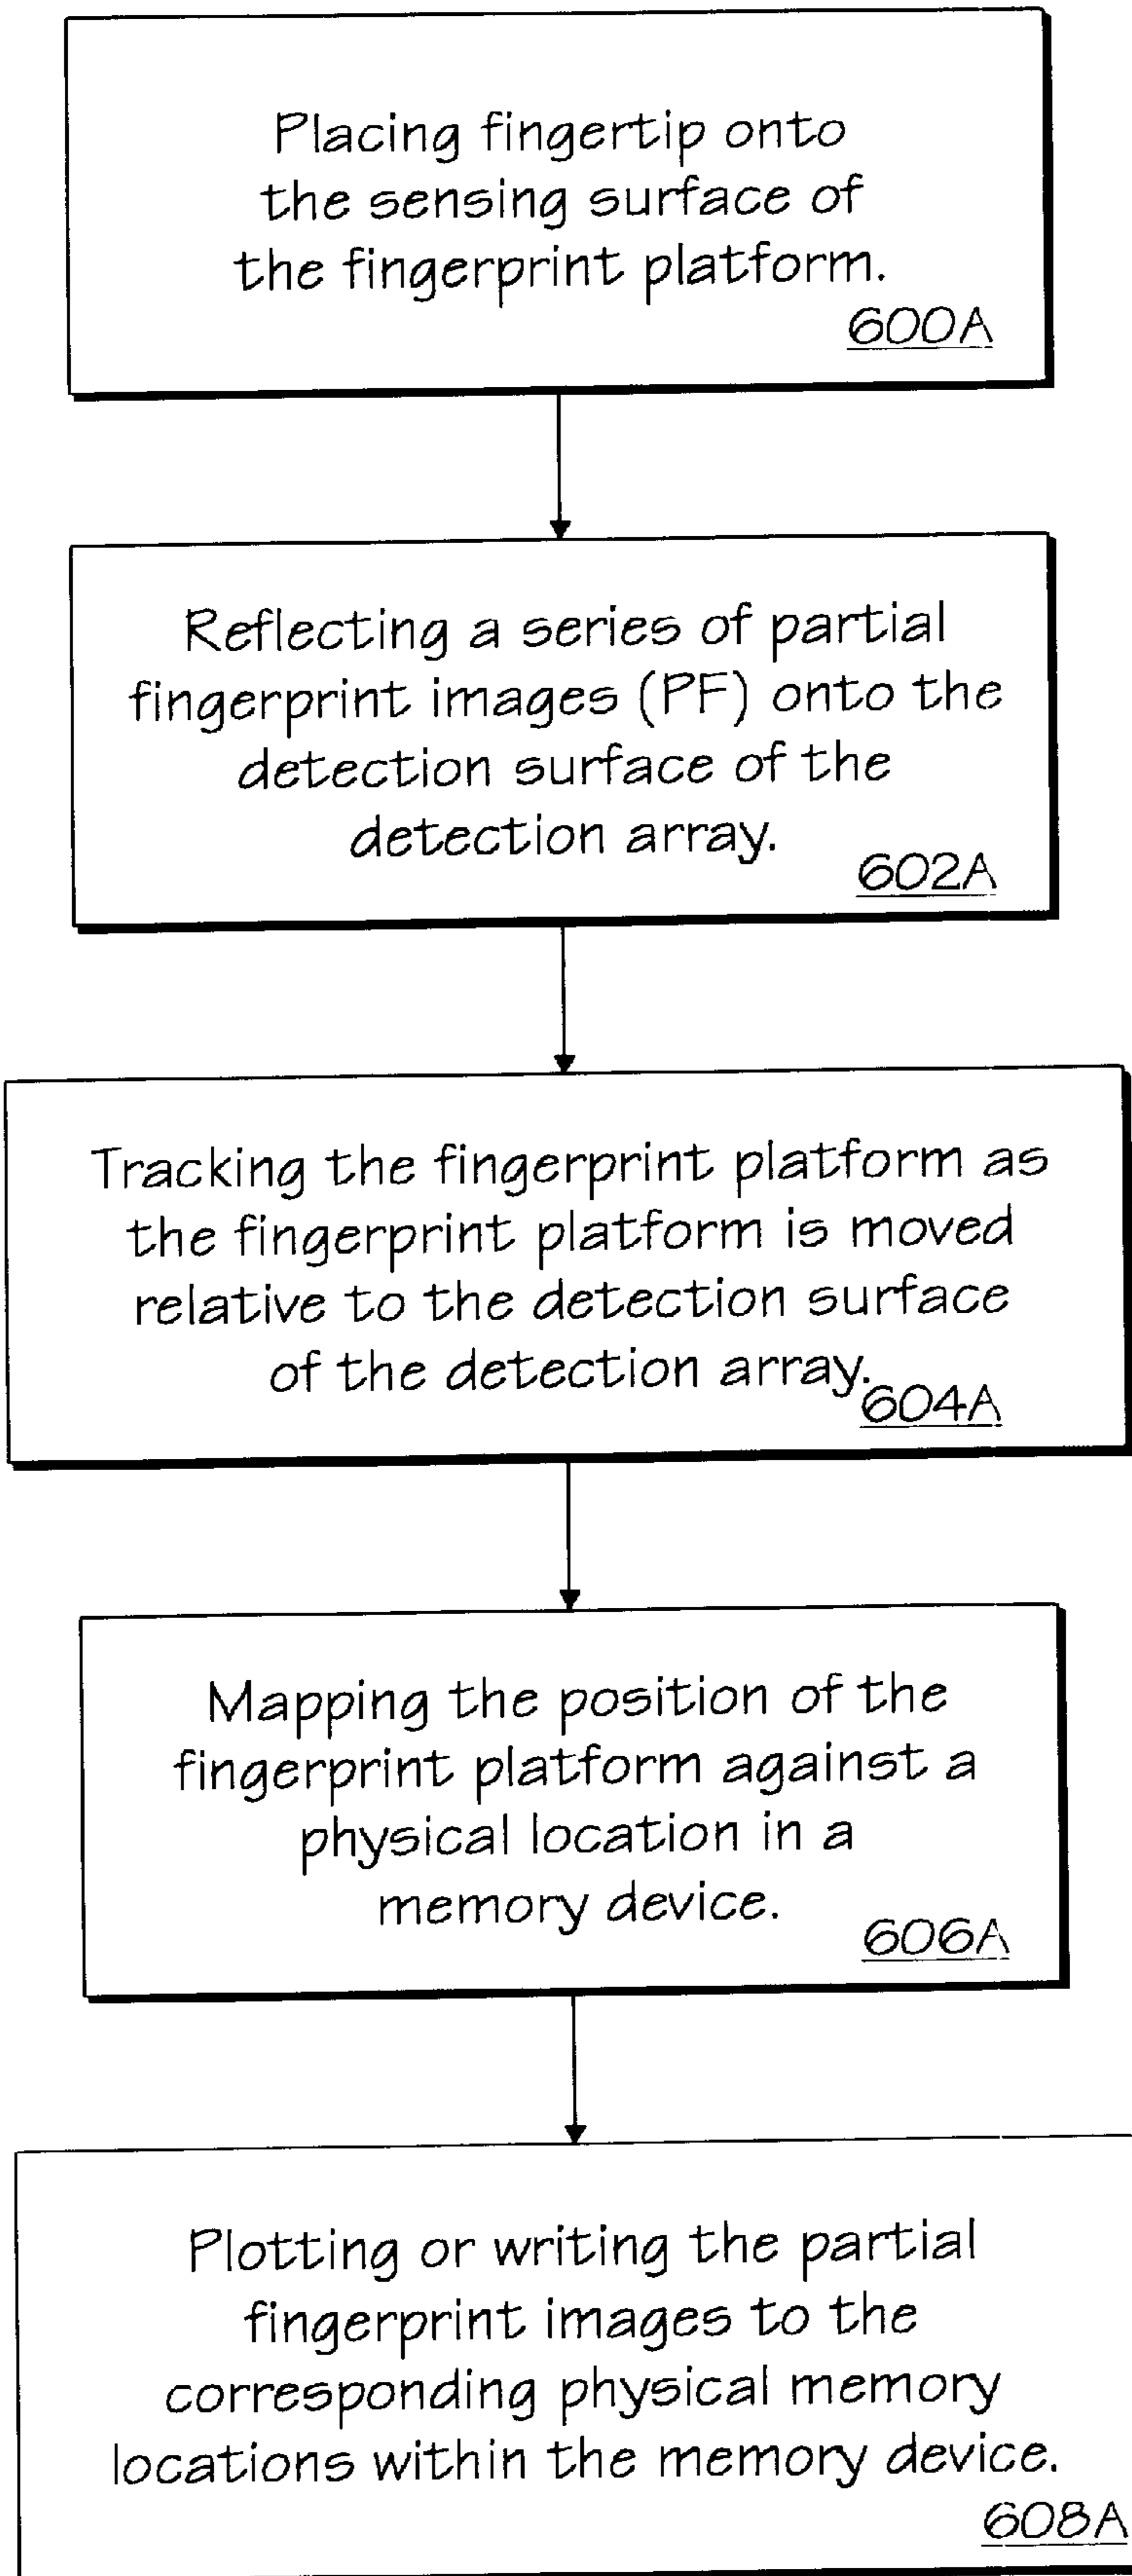 Placing fingertip onto
the sensing surface of
the fingerprint platform.
600A
Reflecting a series of partial
fingerprint images (PF) onto the
detection surface of the
detection array.
602A
Tracking the fingerprint platform as
the fingerprint platform is moved
relative to the detection surface
of the detection array.
604A
Mapping the position of the
fingerprint platform against a
physical location in a
memory device.
606A
Plotting or writing the partial
fingerprint images to the
corresponding physical memory
locations within the memory device.
608A